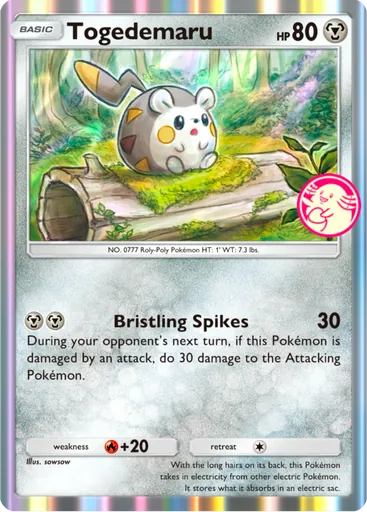 BASIC Togedemaru HP 80
NO. 0777 Roly-Poly Pokémon HT: 1' WT: 7.3 lbs.
Bristling Spikes 30
During your opponent's next turn, if this Pokémon is
damaged by an attack, do 30 damage to the Attacking
Pokémon.
weakness +20 retreat
Illus. sowsow
With the long hairs on its back, this Pokémon
takes in electricity from other electric Pokémon.
It stores what it absorbs in an electric sac.